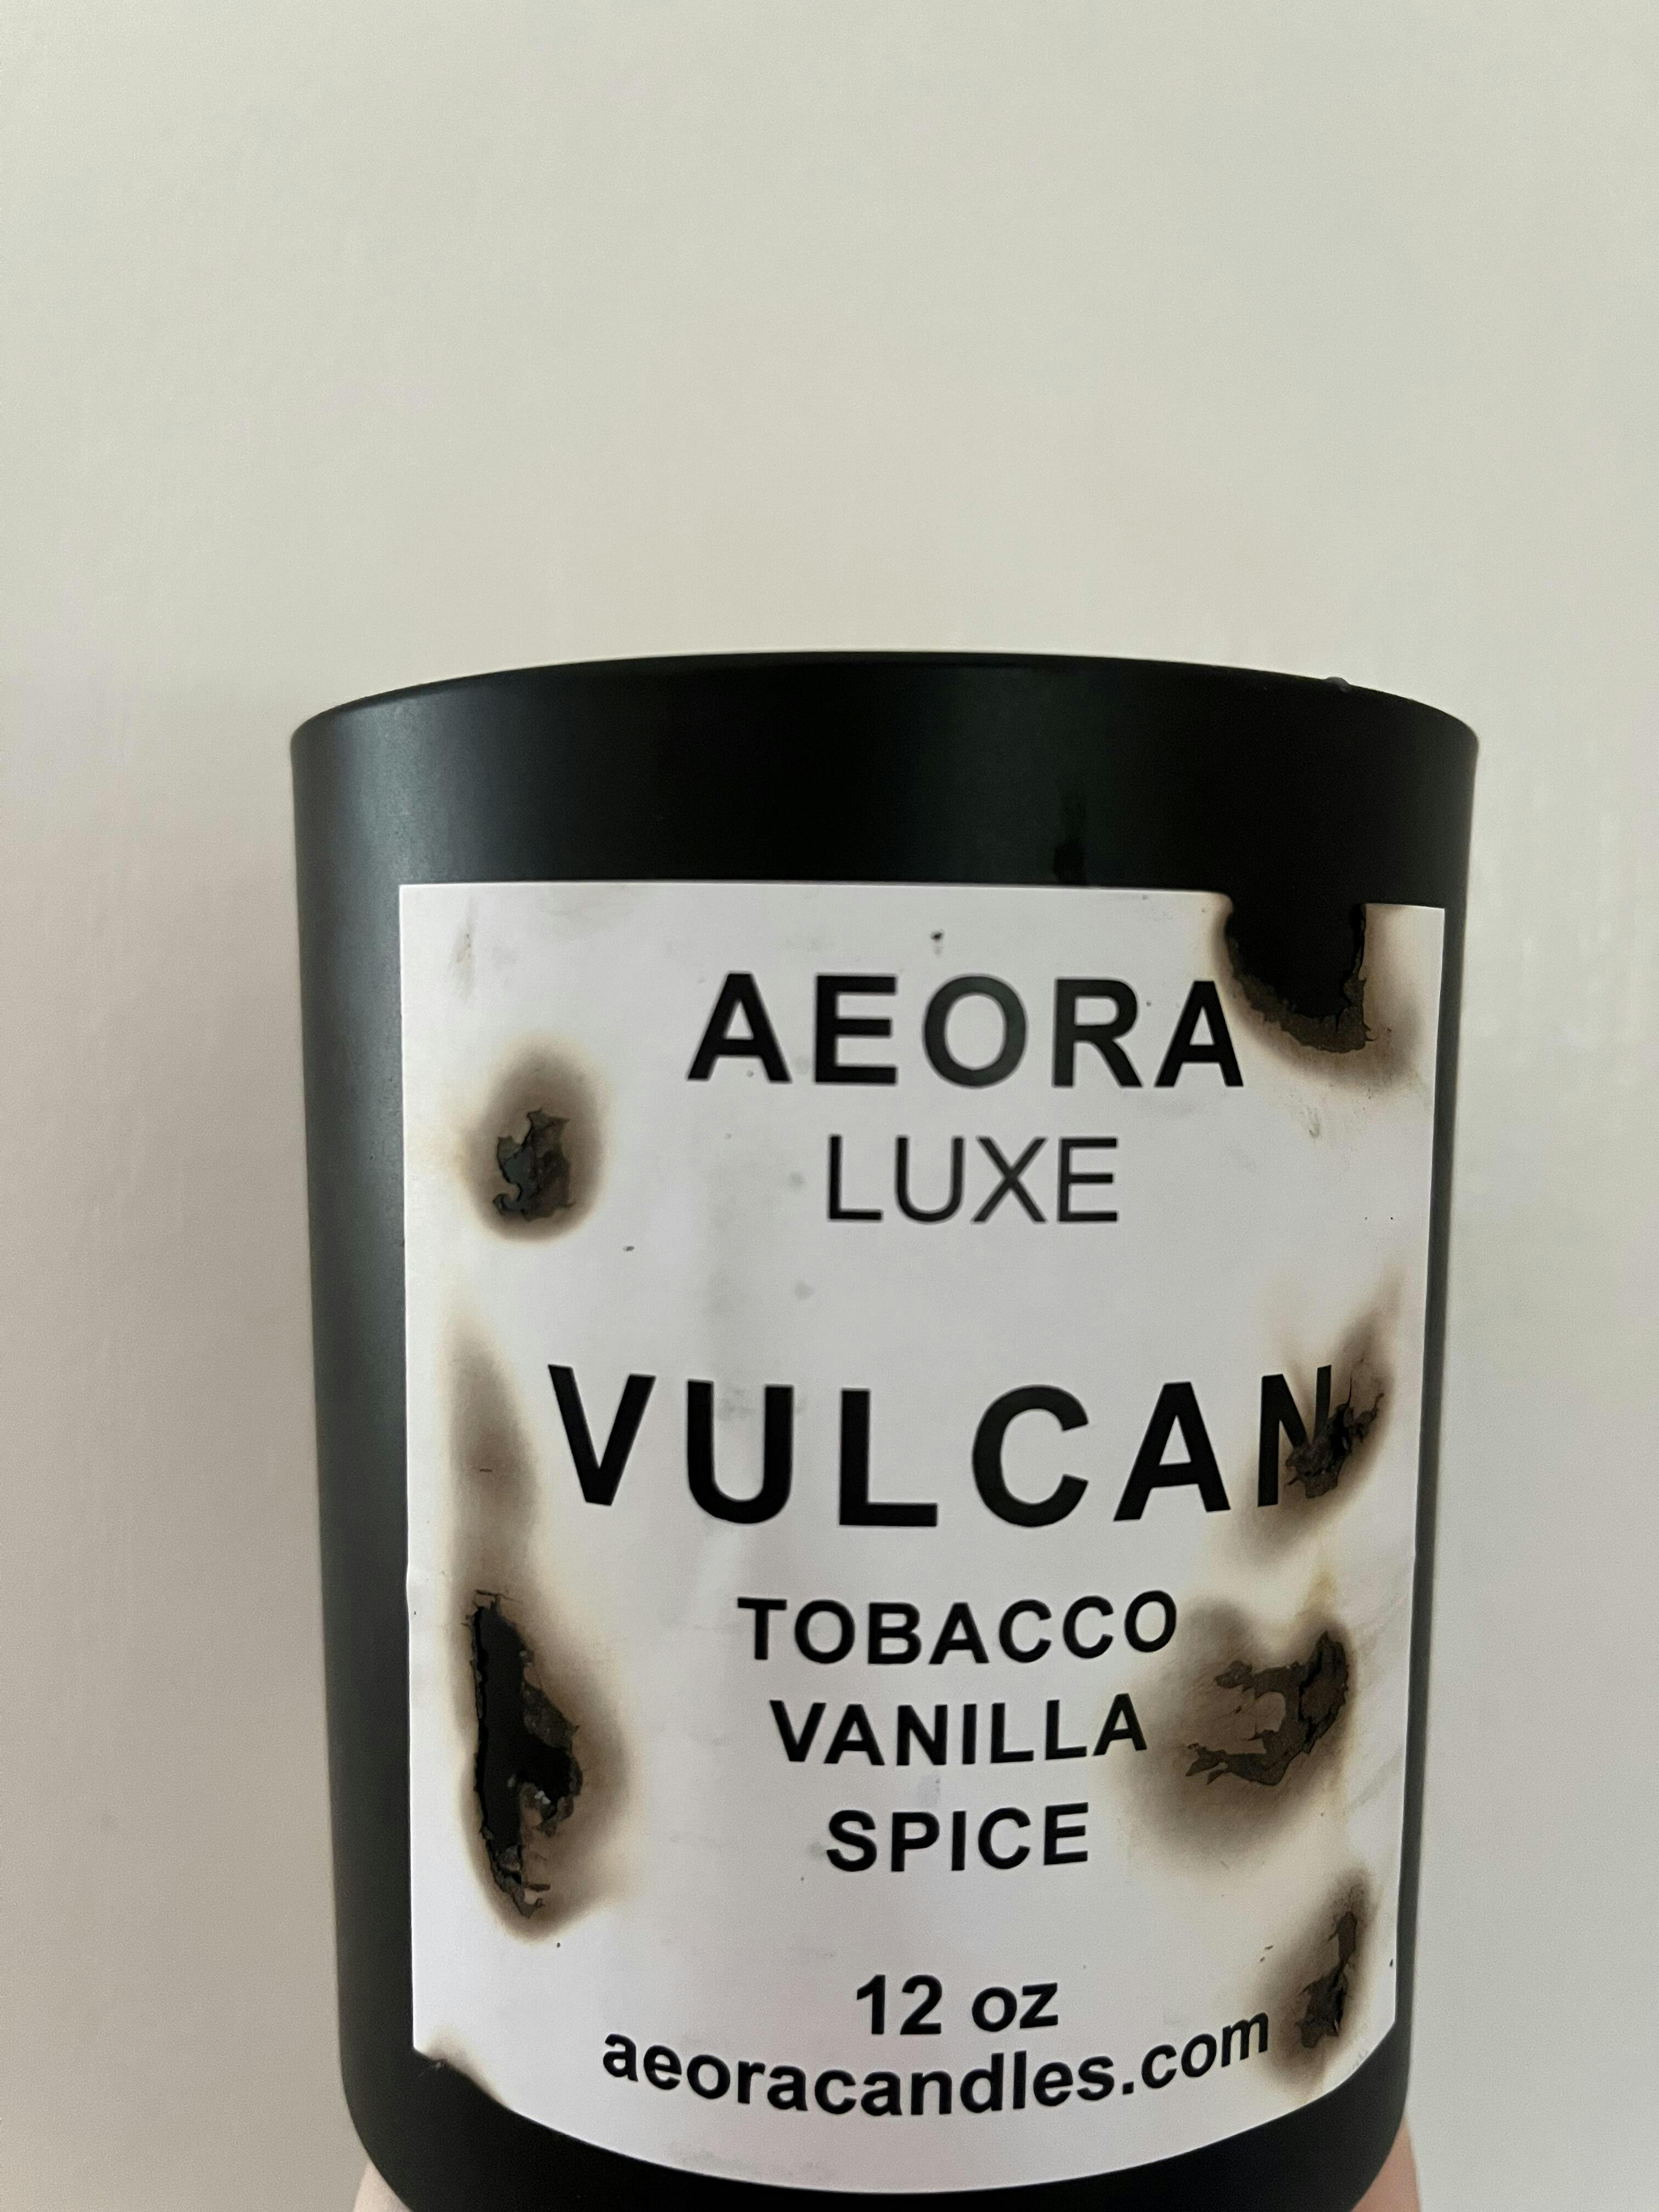 AEORA
LUXE
VULCAN
TOBACCO
VANILLA
SPICE
12 oz
aeoracandles.com